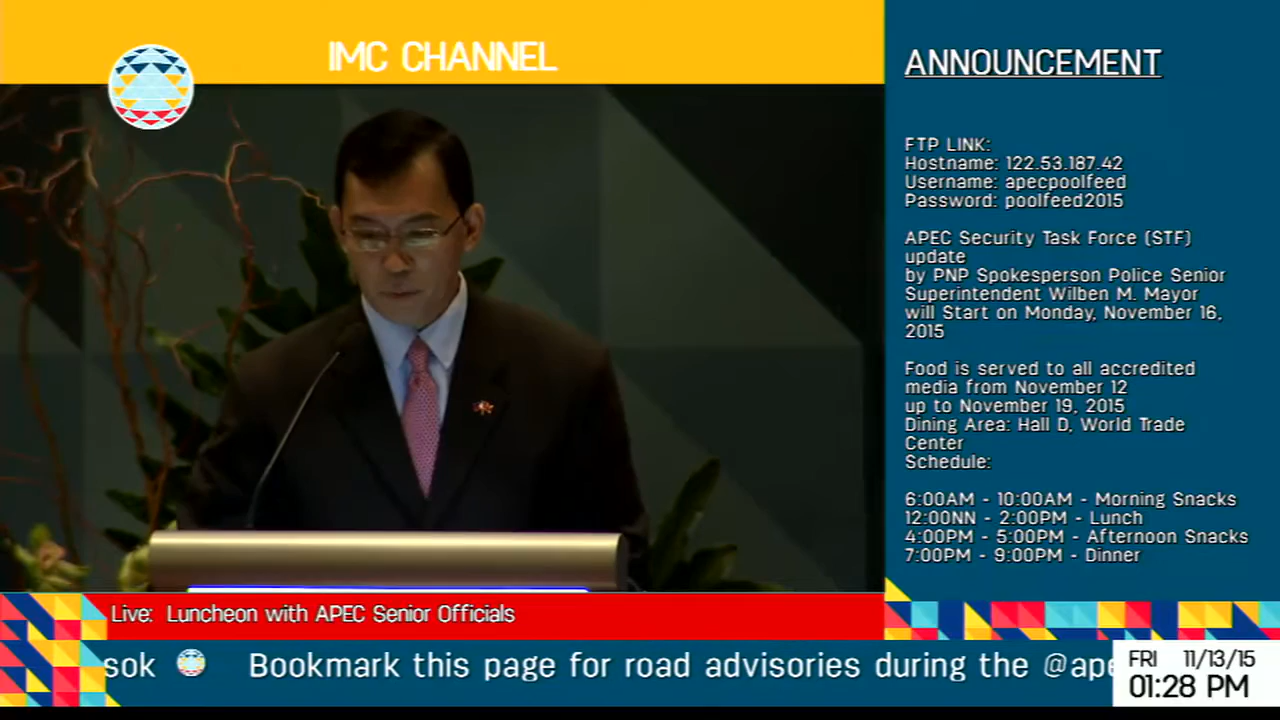 IMC CHANNEL
ANNOUNCEMENT
FTP LINK:
Hostname: 122.53.187.42
Username: apecpoolfeed
Password: poolfeed2015
APEC Security Task Force (STF)
update
by PNP Spokesperson Police Senior
Superintendent Wilben M. Mayor
will Start on Monday, November 16,
2015
Food is served to all accredited
media from November 12
up to November 19, 2015
Dining Area: Hall D, World Trade
Center
Schedule:
6:00AM - 10:00AM - Morning Snacks
12:00NN - 2:00PM - Lunch
4:00PM - 5:00PM - Afternoon Snacks
7:00PM - 9:00PM - Dinner
Live: Luncheon with APEC Senior Officials
sok Bookmark this page for road advisories during the @ape
FRI 11/13/15
01:28 PM